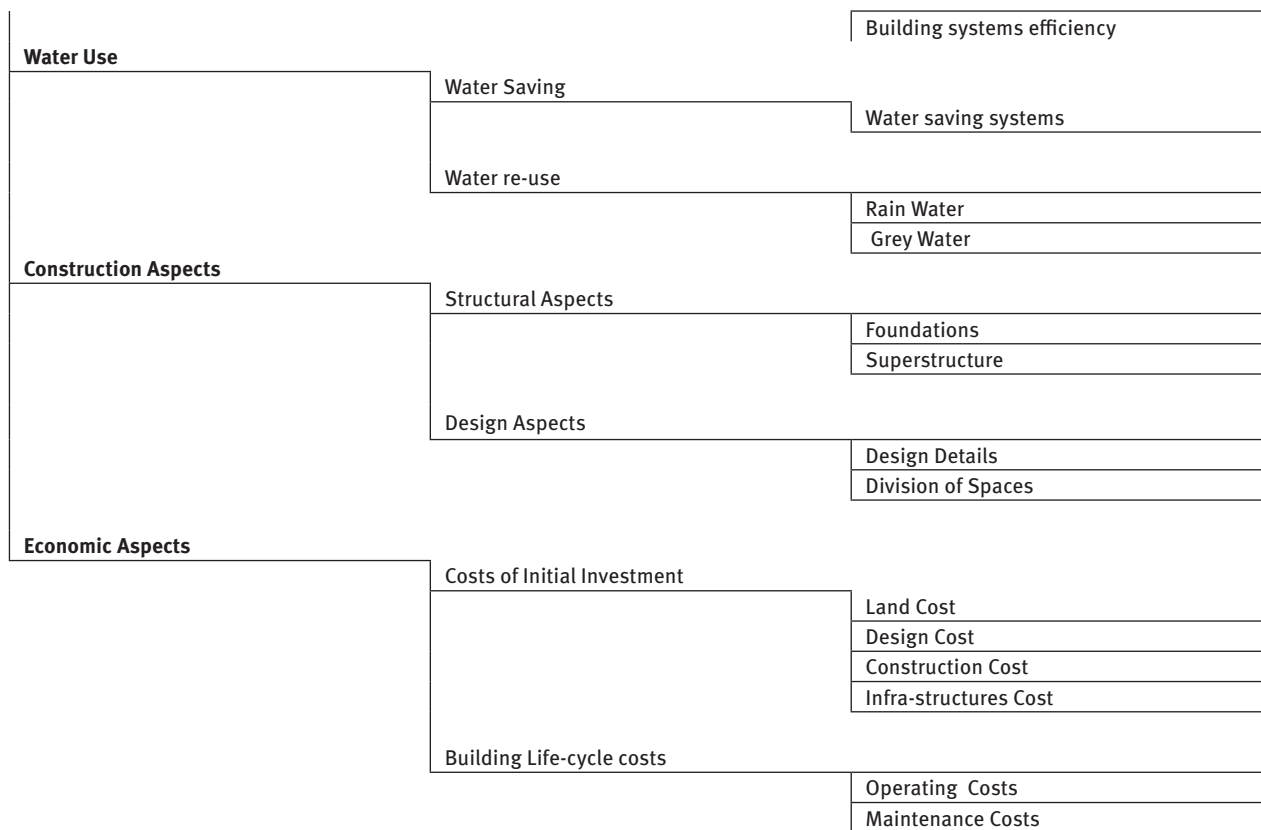 Building systems efficiency
Water Use
Water Saving
Water saving systems
Water re-use
Rain Water
Grey Water
Construction Aspects
Structural Aspects
Foundations
Superstructure
Design Aspects
Design Details
Division of Spaces
Economic Aspects
Costs of Initial Investment
Land Cost
Design Cost
Construction Cost
Infra-structures Cost
Building Life-cycle costs
Operating Costs
Maintenance Costs